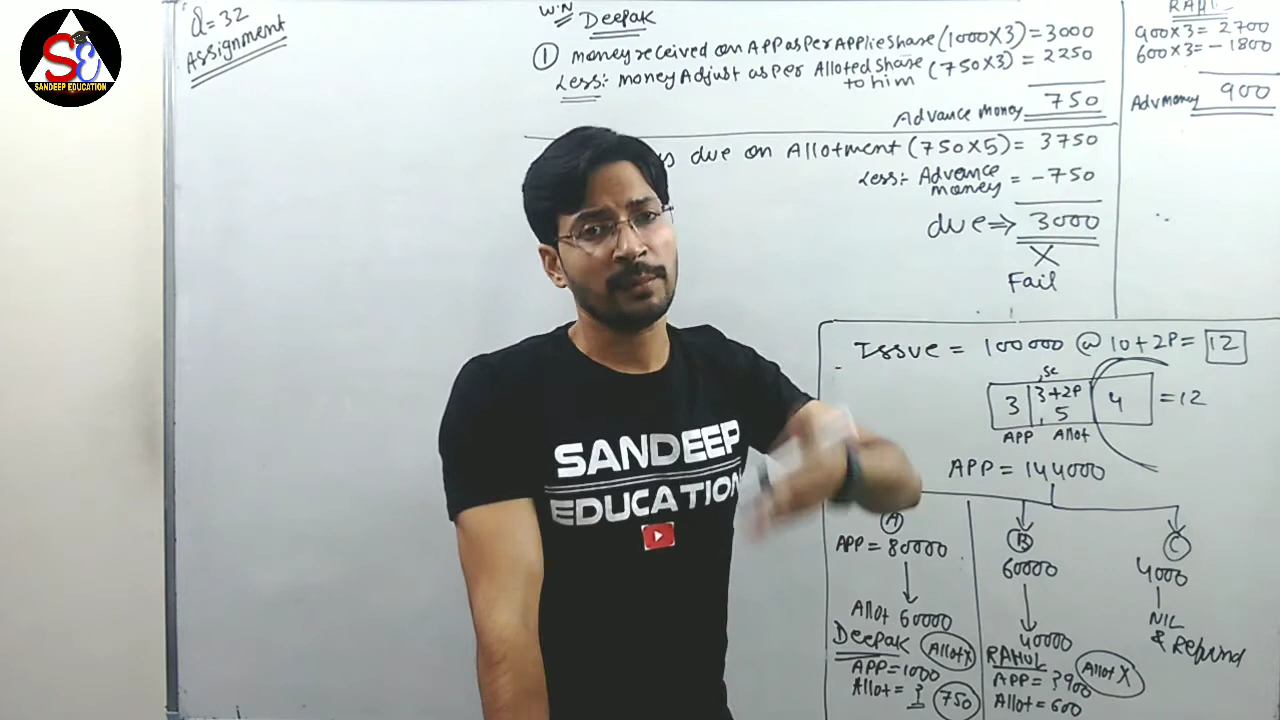 SE
SANDEEP EDUCATION
Q=32
Assignment
W.N Deepak
① money received on APP as Per Applie share (1000×3) = 3000
Less:- money Adjust as per Alloted share to him (750×3) = 2250
Advance money 750
due on Allotment (750×5) = 3750
Less:- Advance money = -750
due ⇒ 3000
X
Fail
RAHUL
900×3 = 2700
600×3 = -1800
Adv money 900
Issue = 100000 @ 10+2P = 12
3 3+2P 5 4 = 12
APP Allot
APP = 144000
A
APP = 80000
Allot 60000
Deepak Allot X
APP = 1000
Allot = ? 750
B
60000
40000
RAHUL Allot X
APP = ? 900
Allot = 600
C
4000
NIL
& Refund
SANDEEP
EDUCATION